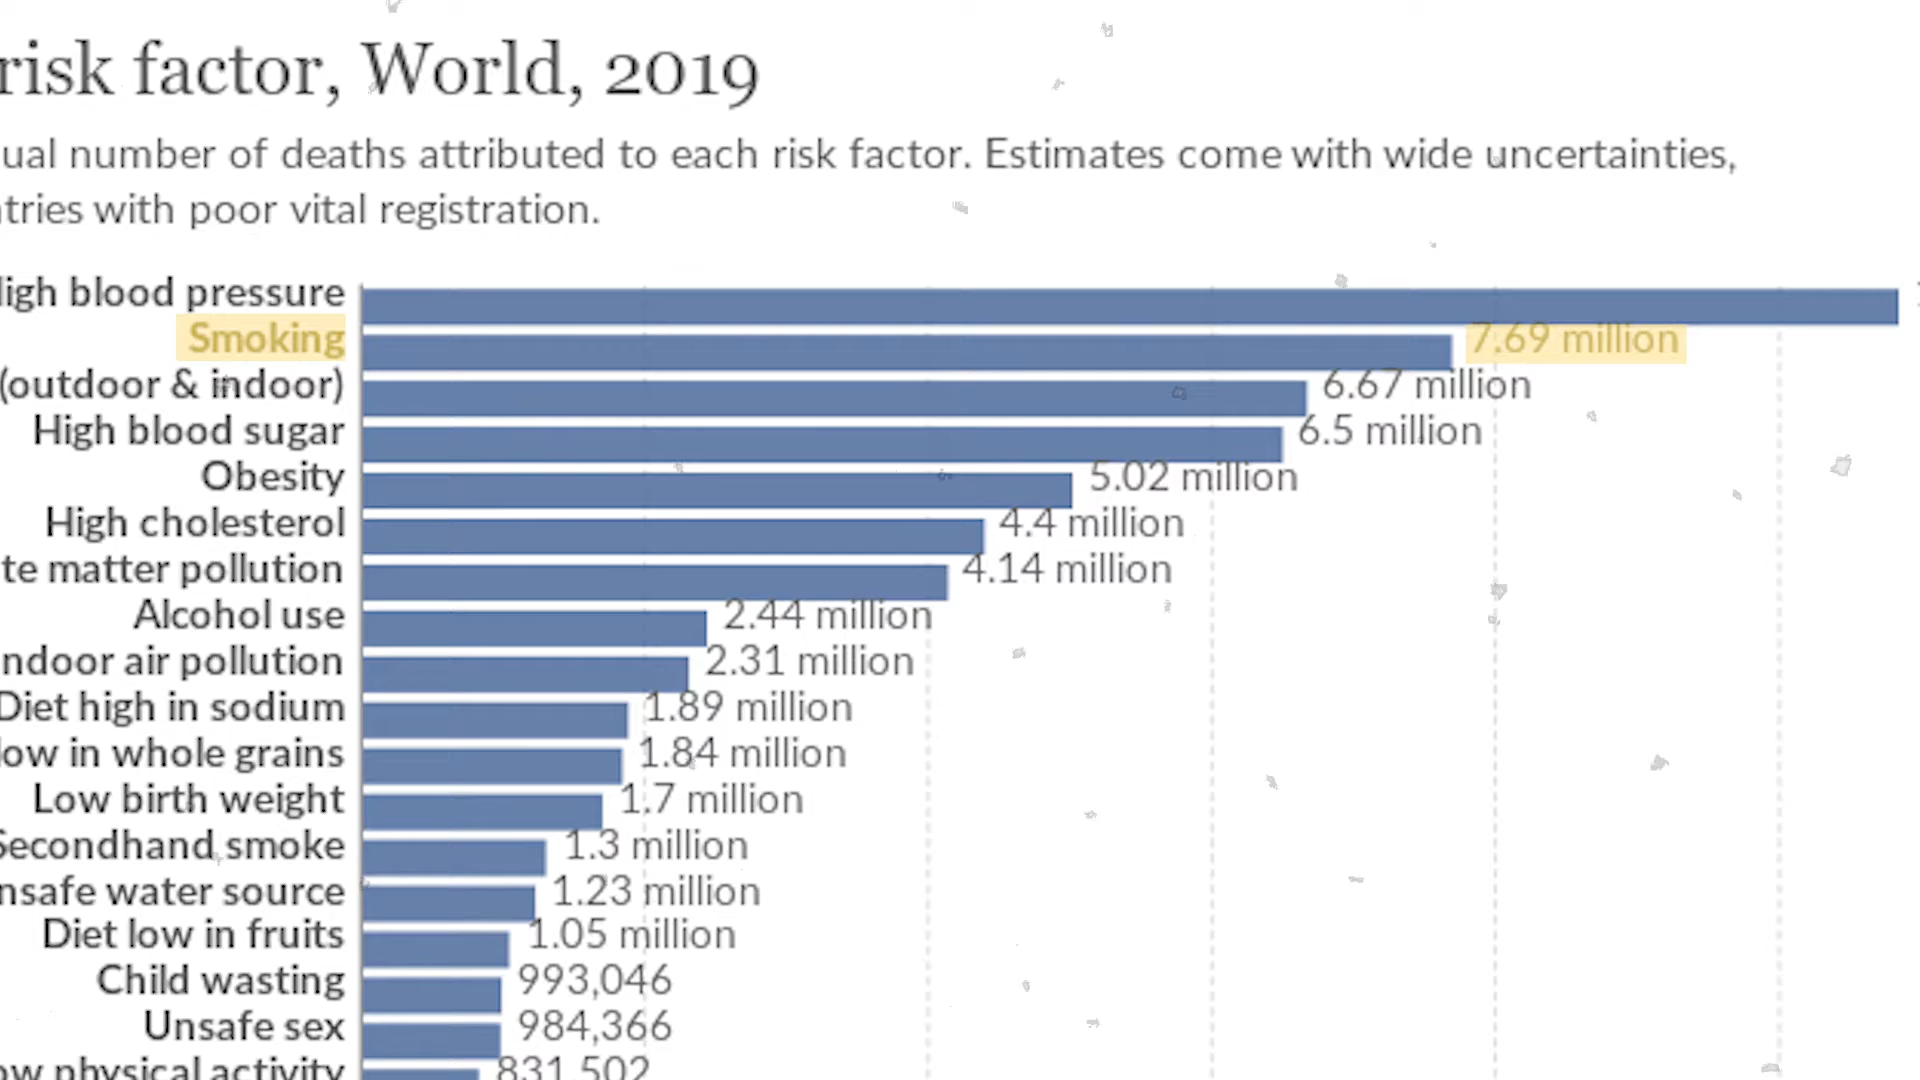 risk factor, World, 2019
ual number of deaths attributed to each risk factor. Estimates come with wide uncertainties,
tries with poor vital registration.
igh blood pressure
Smoking 7.69 million
(outdoor & indoor) 6.67 million
High blood sugar 6.5 million
Obesity 5.02 million
High cholesterol 4.4 million
te matter pollution 4.14 million
Alcohol use 2.44 million
ndoor air pollution 2.31 million
Diet high in sodium 1.89 million
low in whole grains 1.84 million
Low birth weight 1.7 million
Secondhand smoke 1.3 million
nsafe water source 1.23 million
Diet low in fruits 1.05 million
Child wasting 993,046
Unsafe sex 984,366
ow physical activity 831,502